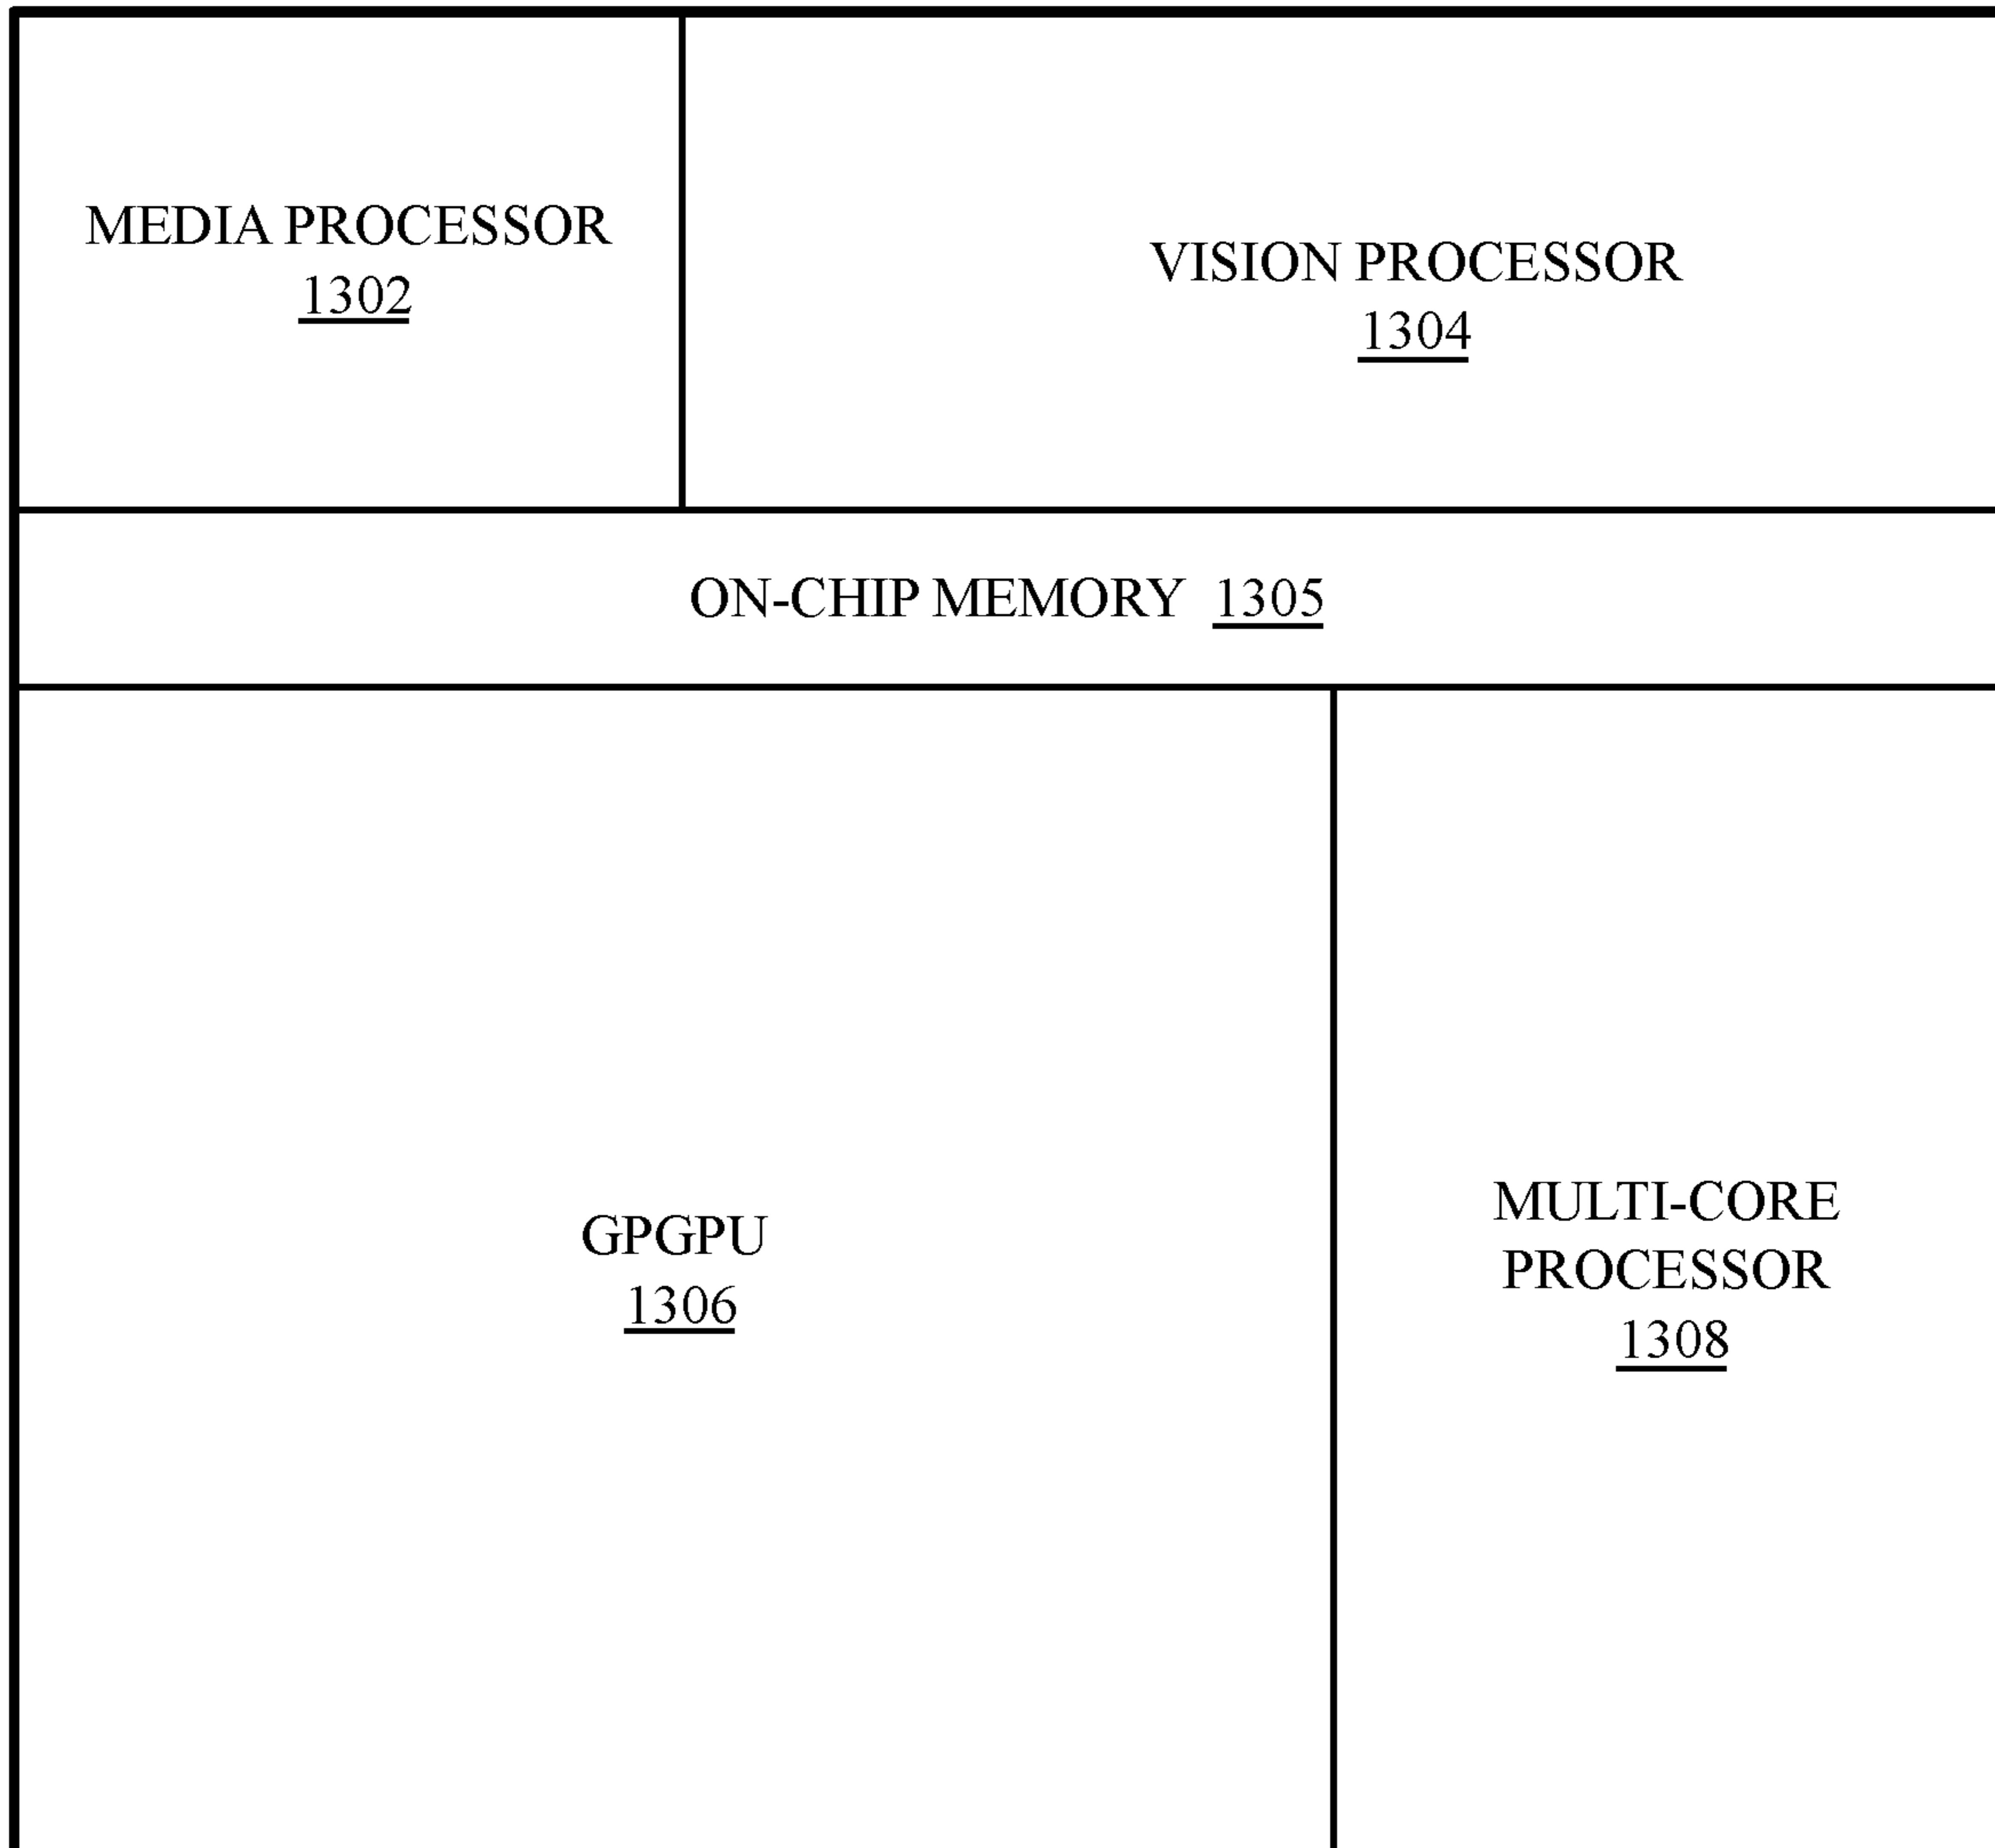 MEDIA PROCESSOR
1302
VISION PROCESSOR
1304
ON-CHIP MEMORY 1305
GPGPU
1306
MULTI-CORE
PROCESSOR
1308